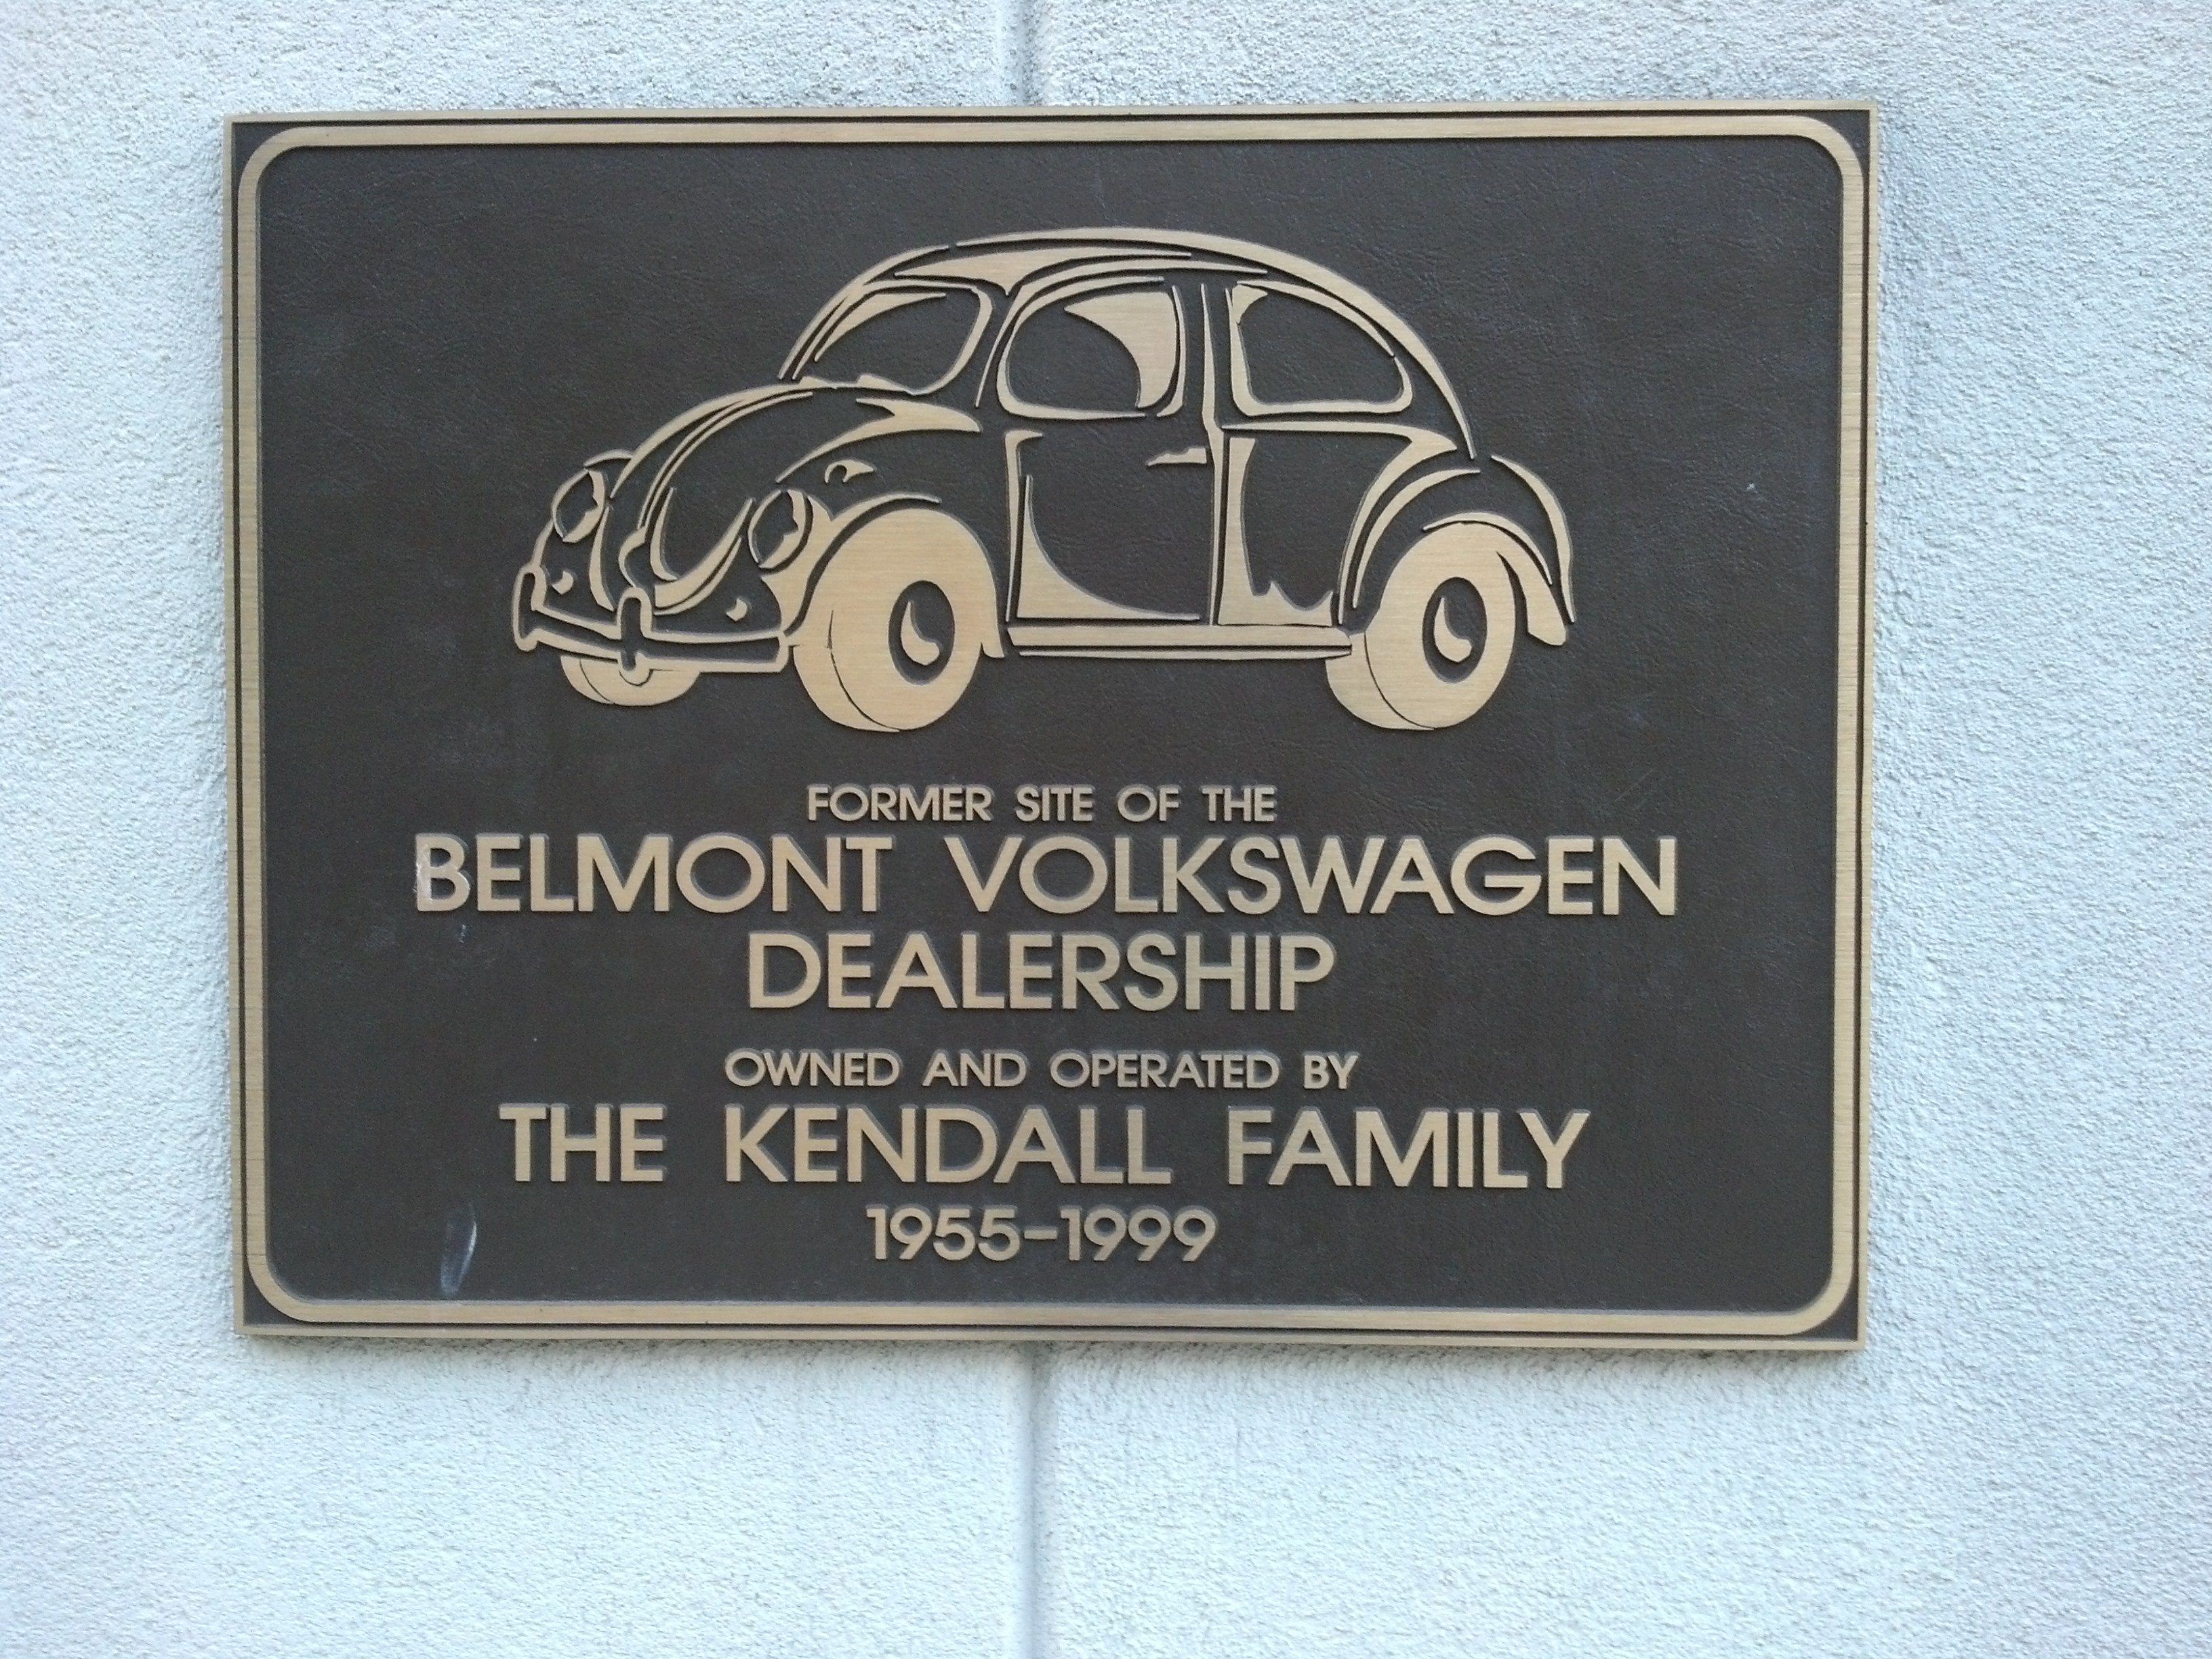 FORMER SITE OF THE
BELMONT VOLKSWAGEN
DEALERSHIP
OWNED AND OPERATED BY
THE KENDALL FAMILY
1955-1999